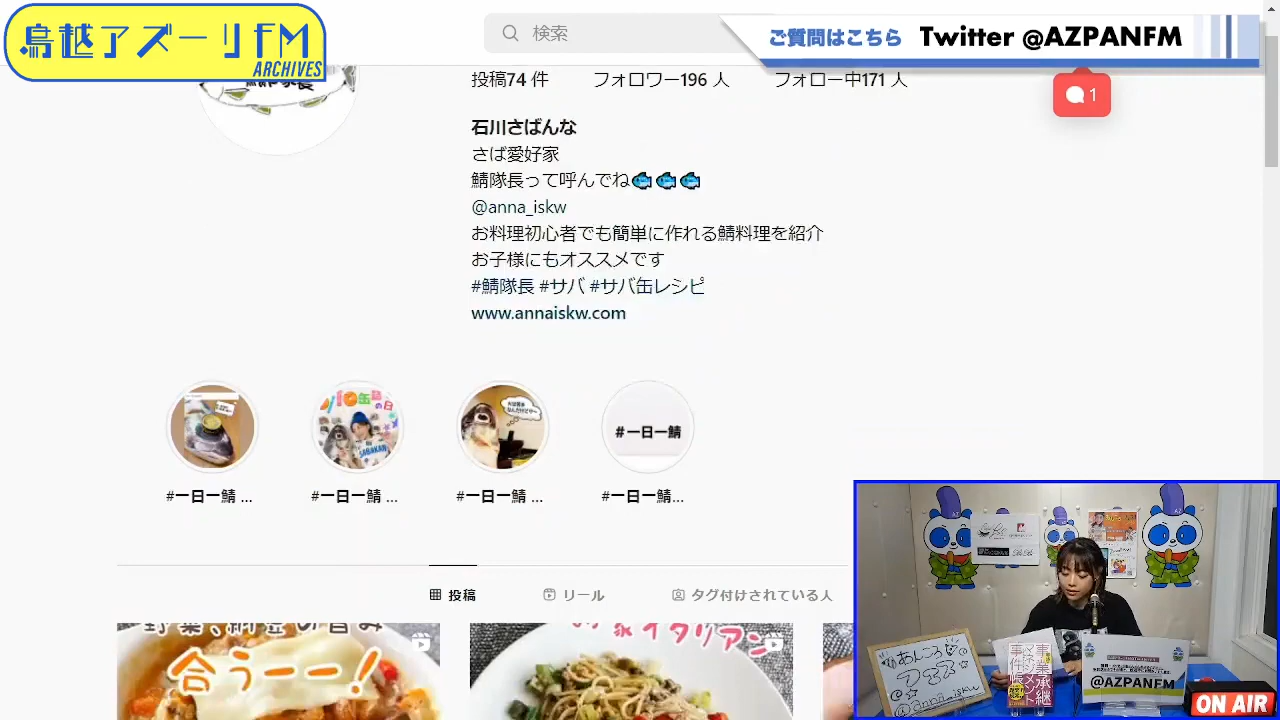 鳥越アズーリFM
ARCHIVES
検索
ご質問はこちら Twitter @AZPANFM
投稿74 件 フォロワー196 人 フォロー中171 人
1
石川さばんな
さば愛好家
鯖隊長って呼んでね🐟🐟🐟
@anna_iskw
お料理初心者でも簡単に作れる鯖料理を紹介
お子様にもオススメです
#鯖隊長 #サバ #サバ缶レシピ
www.annaiskw.com
#一日一鯖
#一日一鯖 ... #一日一鯖 ... #一日一鯖 ... #一日一鯖...
投稿 リール タグ付けされている人
合うーー!
イタリアン
@anna_iskw
事業承継
@AZPANFM
ON AIR